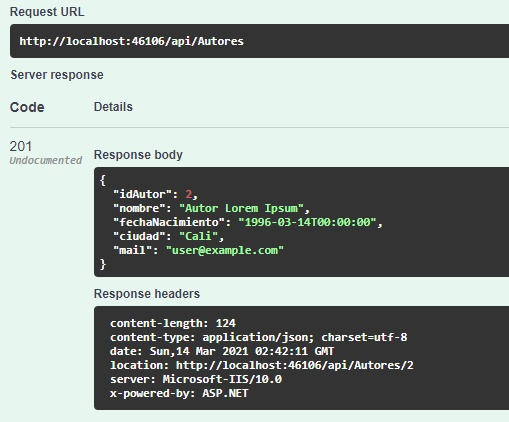 Request URL
http://localhost:46106/api/Autores
Server response
Code Details
201
Undocumented
Response body
{
  "idAutor": 2,
  "nombre": "Autor Lorem Ipsum",
  "fechaNacimiento": "1996-03-14T00:00:00",
  "ciudad": "Cali",
  "mail": "user@example.com"
}
Response headers
content-length: 124
content-type: application/json; charset=utf-8
date: Sun,14 Mar 2021 02:42:11 GMT
location: http://localhost:46106/api/Autores/2
server: Microsoft-IIS/10.0
x-powered-by: ASP.NET